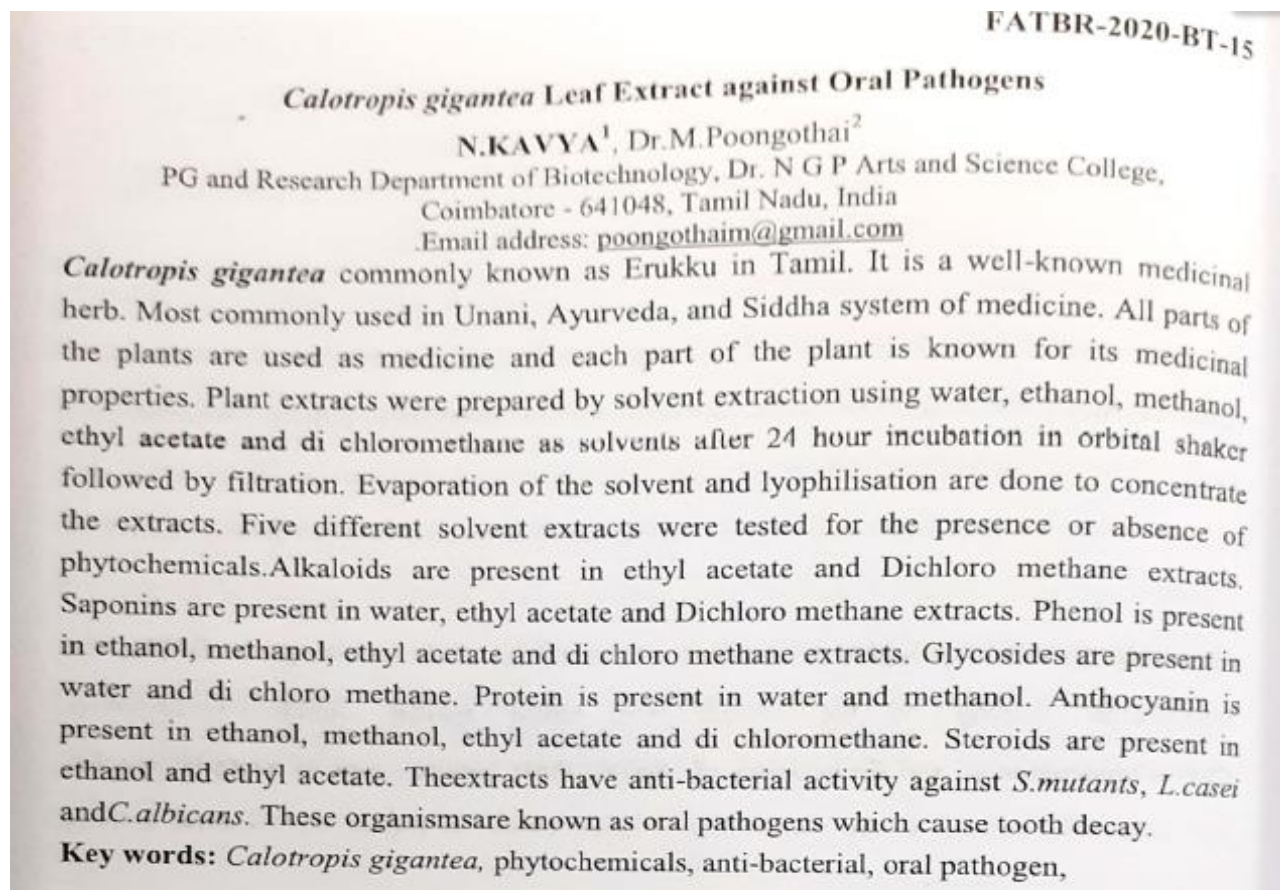 FATBR-2020-BT-15
Calotropis gigantea Leaf Extract against Oral Pathogens
N.KAVYA¹, Dr.M.Poongothai²
PG and Research Department of Biotechnology, Dr. N G P Arts and Science College,
Coimbatore - 641048, Tamil Nadu, India
.Email address: poongothaim@gmail.com
Calotropis gigantea commonly known as Erukku in Tamil. It is a well-known medicinal
herb. Most commonly used in Unani, Ayurveda, and Siddha system of medicine. All parts of
the plants are used as medicine and each part of the plant is known for its medicinal
properties. Plant extracts were prepared by solvent extraction using water, ethanol, methanol,
ethyl acetate and di chloromethane as solvents after 24 hour incubation in orbital shaker
followed by filtration. Evaporation of the solvent and lyophilisation are done to concentrate
the extracts. Five different solvent extracts were tested for the presence or absence of
phytochemicals.Alkaloids are present in ethyl acetate and Dichloro methane extracts.
Saponins are present in water, ethyl acetate and Dichloro methane extracts. Phenol is present
in ethanol, methanol, ethyl acetate and di chloro methane extracts. Glycosides are present in
water and di chloro methane. Protein is present in water and methanol. Anthocyanin is
present in ethanol, methanol, ethyl acetate and di chloromethane. Steroids are present in
ethanol and ethyl acetate. Theextracts have anti-bacterial activity against S.mutants, L.casei
andC.albicans. These organismsare known as oral pathogens which cause tooth decay.
Key words: Calotropis gigantea, phytochemicals, anti-bacterial, oral pathogen,